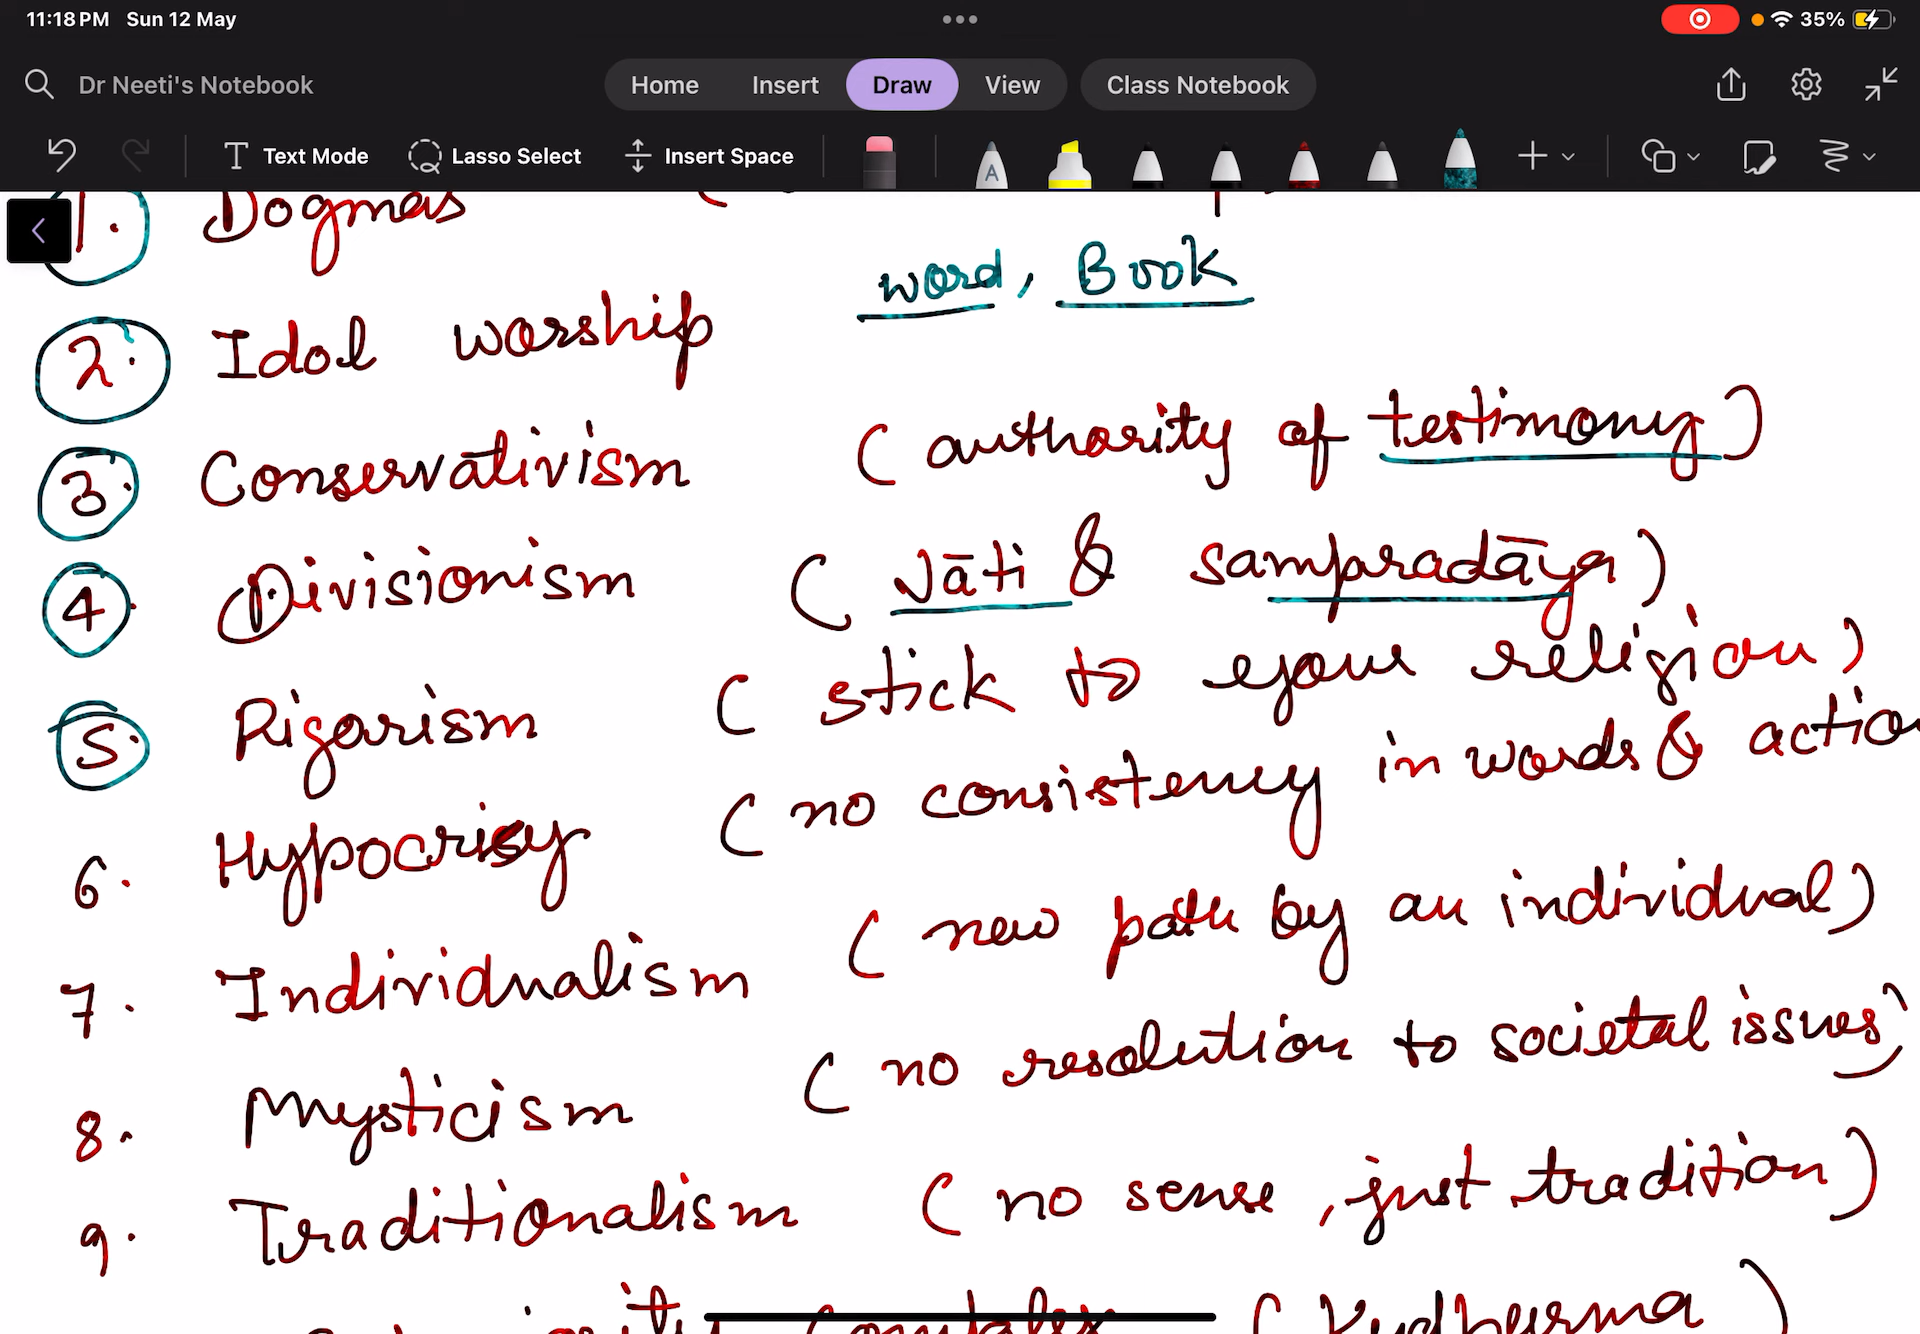 11:18 PM Sun 12 May
35%
Dr Neeti's Notebook
Home Insert Draw View Class Notebook
Text Mode Lasso Select Insert Space
1. Dogmas (
word, Book
2. Idol worship
3. Conservativism (authority of testimony)
4. Divisionism (Jāti & sampradāya)
5. Rigorism (stick to your religion)
6. Hypocrisy (no consistency in words & action
7. Individualism (new path by an individual)
8. Mysticism (no resolution to societal issues)
9. Traditionalism (no sense, just tradition)
Complex (